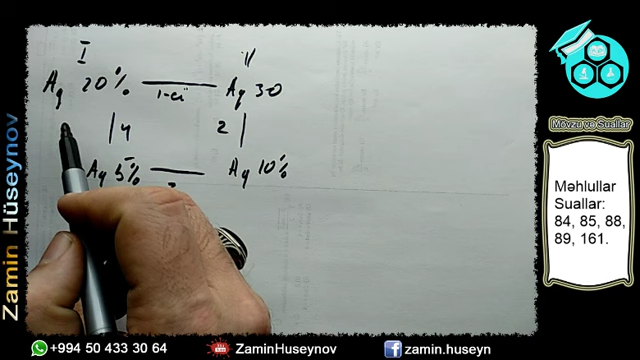 I II
Ag 20% 1-ci Ag 30
4 2
Ag 5% Ag 10%
Mövzu və Suallar
Məhlullar
Suallar:
84, 85, 88,
89, 161.
Zamin Hüseynov
+994 50 433 30 64 ZaminHuseynov zamin.huseyn